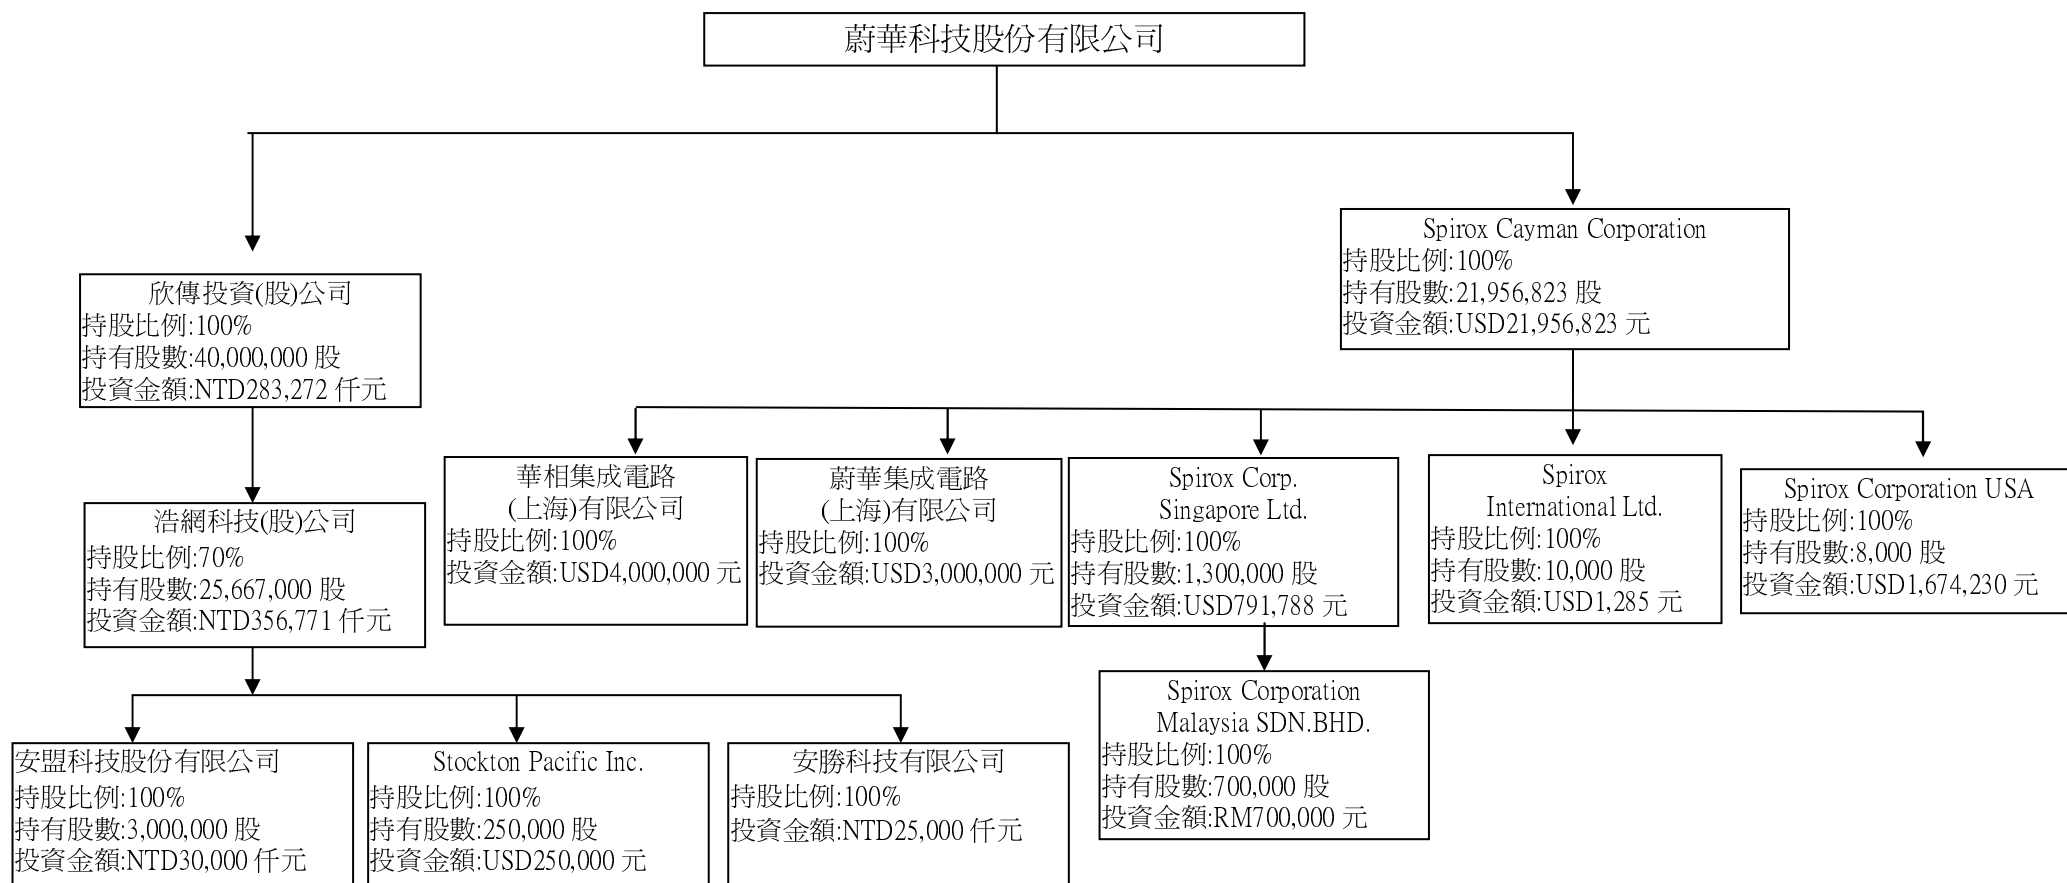 蔚華科技股份有限公司
Spirox Cayman Corporation
持股比例:100%
持有股數:21,956,823 股
投資金額:USD21,956,823 元
欣傳投資(股)公司
持股比例:100%
持有股數:40,000,000 股
投資金額:NTD283,272 仟元
華相集成電路
(上海)有限公司
持股比例:100%
投資金額:USD4,000,000 元
蔚華集成電路
(上海)有限公司
持股比例:100%
投資金額:USD3,000,000 元
Spirox Corp.
Singapore Ltd.
持股比例:100%
持有股數:1,300,000 股
投資金額:USD791,788 元
Spirox
International Ltd.
持股比例:100%
持有股數:10,000 股
投資金額:USD1,285 元
Spirox Corporation USA
持股比例:100%
持有股數:8,000 股
投資金額:USD1,674,230 元
浩網科技(股)公司
持股比例:70%
持有股數:25,667,000 股
投資金額:NTD356,771 仟元
Spirox Corporation
Malaysia SDN.BHD.
持股比例:100%
持有股數:700,000 股
投資金額:RM700,000 元
安盟科技股份有限公司
持股比例:100%
持有股數:3,000,000 股
投資金額:NTD30,000 仟元
Stockton Pacific Inc.
持股比例:100%
持有股數:250,000 股
投資金額:USD250,000 元
安勝科技有限公司
持股比例:100%
投資金額:NTD25,000 仟元